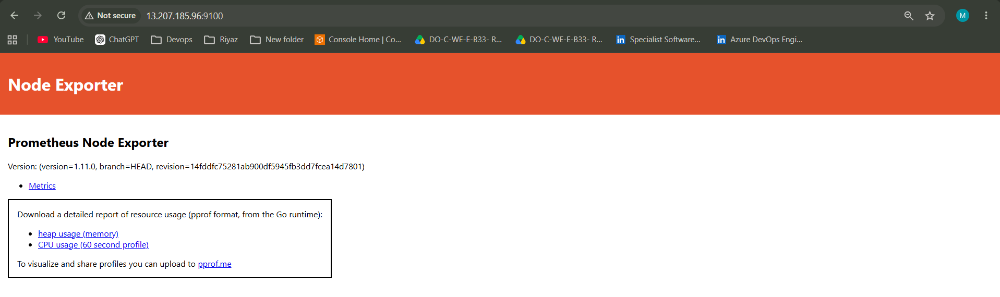 Not secure 13.207.185.96:9100 M
YouTube ChatGPT Devops Riyaz New folder Console Home | Co... DO-C-WE-E-B33- R... DO-C-WE-E-B33- R... in Specialist Software... in Azure DevOps Engi...
Node Exporter
Prometheus Node Exporter
Version: (version=1.11.0, branch=HEAD, revision=14fddfc75281ab900df5945fb3dd7fcea14d7801)
Metrics
Download a detailed report of resource usage (pprof format, from the Go runtime):
heap usage (memory)
CPU usage (60 second profile)
To visualize and share profiles you can upload to pprof.me